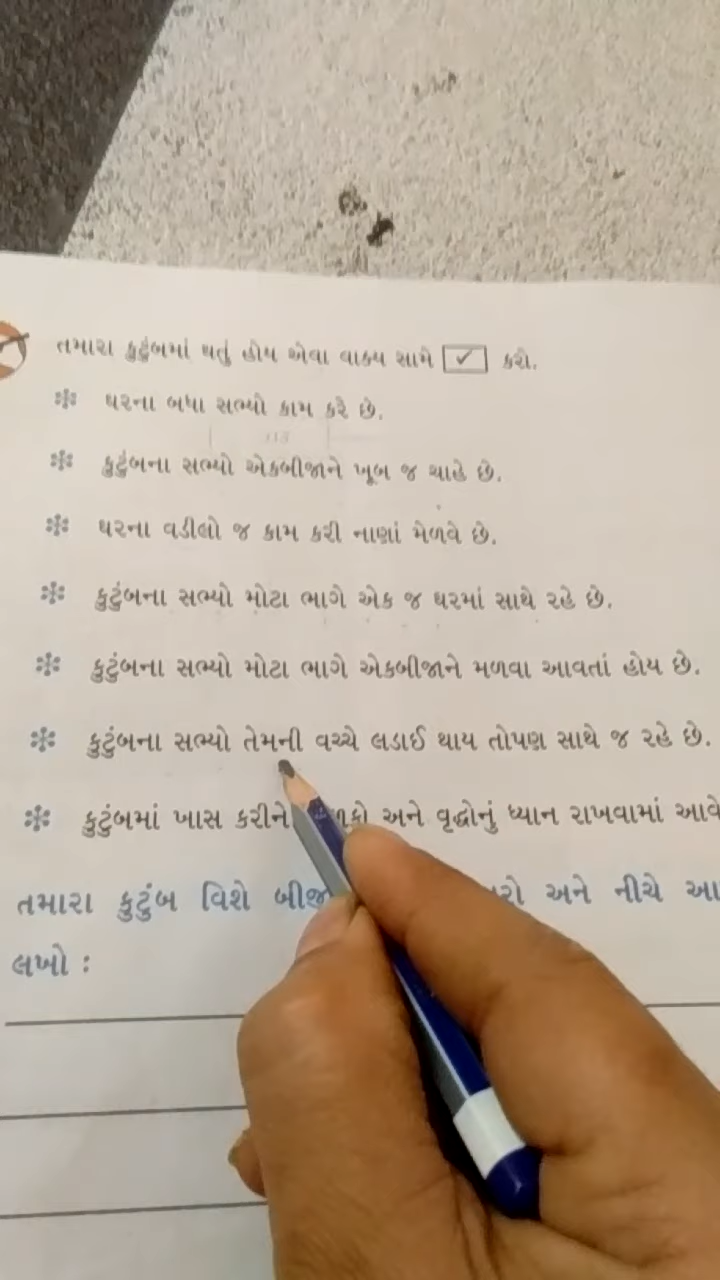 તમારા કુટુંબમાં થતું હોય એવા વાક્ય સામે ✓ કરો.
❇ ઘરના બધા સભ્યો કામ કરે છે.
❇ કુટુંબના સભ્યો એકબીજાને ખૂબ જ ચાહે છે.
❇ ઘરના વડીલો જ કામ કરી નાણાં મેળવે છે.
❇ કુટુંબના સભ્યો મોટા ભાગે એક જ ઘરમાં સાથે રહે છે.
❇ કુટુંબના સભ્યો મોટા ભાગે એકબીજાને મળવા આવતાં હોય છે.
❇ કુટુંબના સભ્યો તેમની વચ્ચે લડાઈ થાય તોપણ સાથે જ રહે છે.
❇ કુટુંબમાં ખાસ કરીને અને વૃદ્ધોનું ધ્યાન રાખવામાં આવે
તમારા કુટુંબ વિશે અને નીચે
લખો :